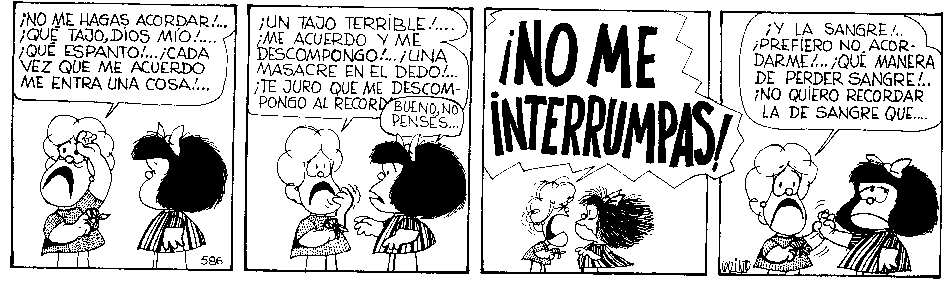 ¡NO ME HAGAS ACORDAR!...
¡QUÉ TAJO, DIOS MIO!....
¡QUÉ ESPANTO!...¡CADA
VEZ QUE ME ACUERDO
ME ENTRA UNA COSA.....
586
¡UN TAJO TERRIBLE!....
¡ME ACUERDO Y ME
DESCOMPONGO!...¡UNA
MASACRE EN EL DEDO!...
¡TE JURO QUE ME DESCOM-
PONGO AL RECORD
BUENO, NO
PENSÉS...
¡NO ME
INTERRUMPAS!
¡Y LA SANGRE!..
¡PREFIERO NO ACOR-
DARME!...¡QUÉ MANERA
DE PERDER SANGRE!..
¡NO QUIERO RECORDAR
LA DE SANGRE QUE....